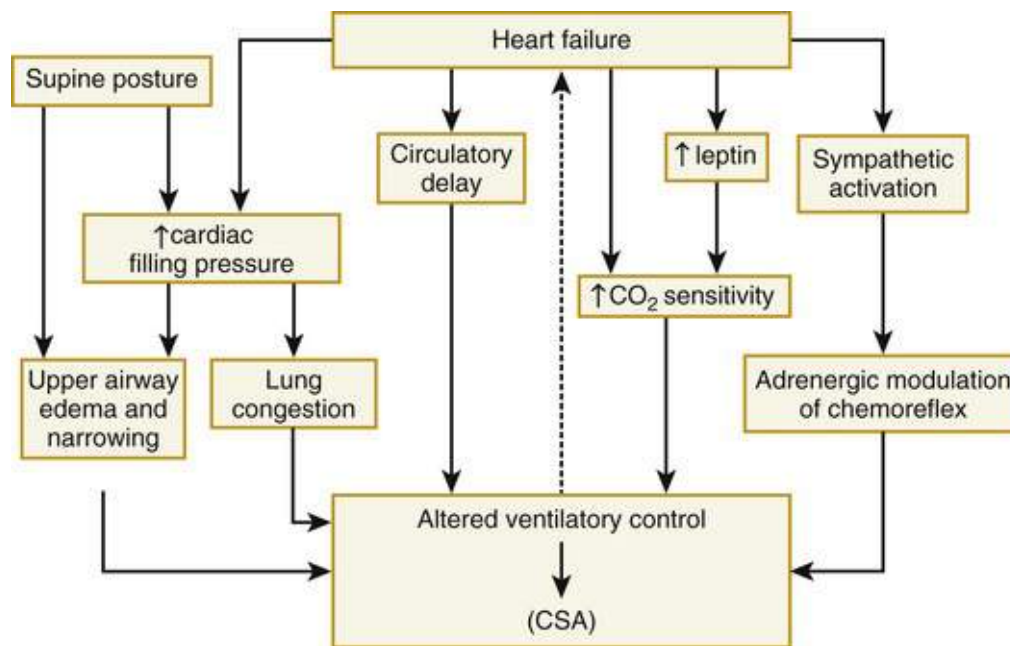 Heart failure
Supine posture
Circulatory
delay
↑ leptin
Sympathetic
activation
↑cardiac
filling pressure
↑CO₂ sensitivity
Upper airway
edema and
narrowing
Lung
congestion
Adrenergic modulation
of chemoreflex
Altered ventilatory control
(CSA)